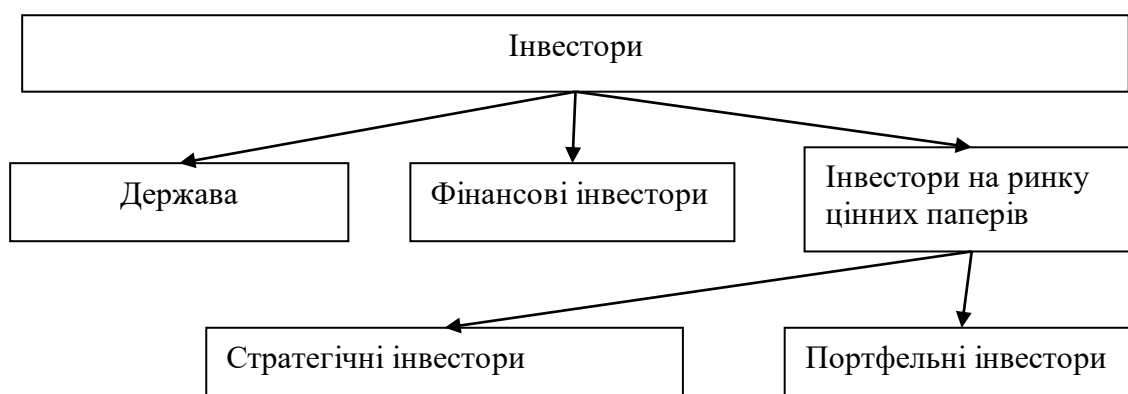 Інвестори
Держава
Фінансові інвестори
Інвестори на ринку
цінних паперів
Стратегічні інвестори
Портфельні інвестори